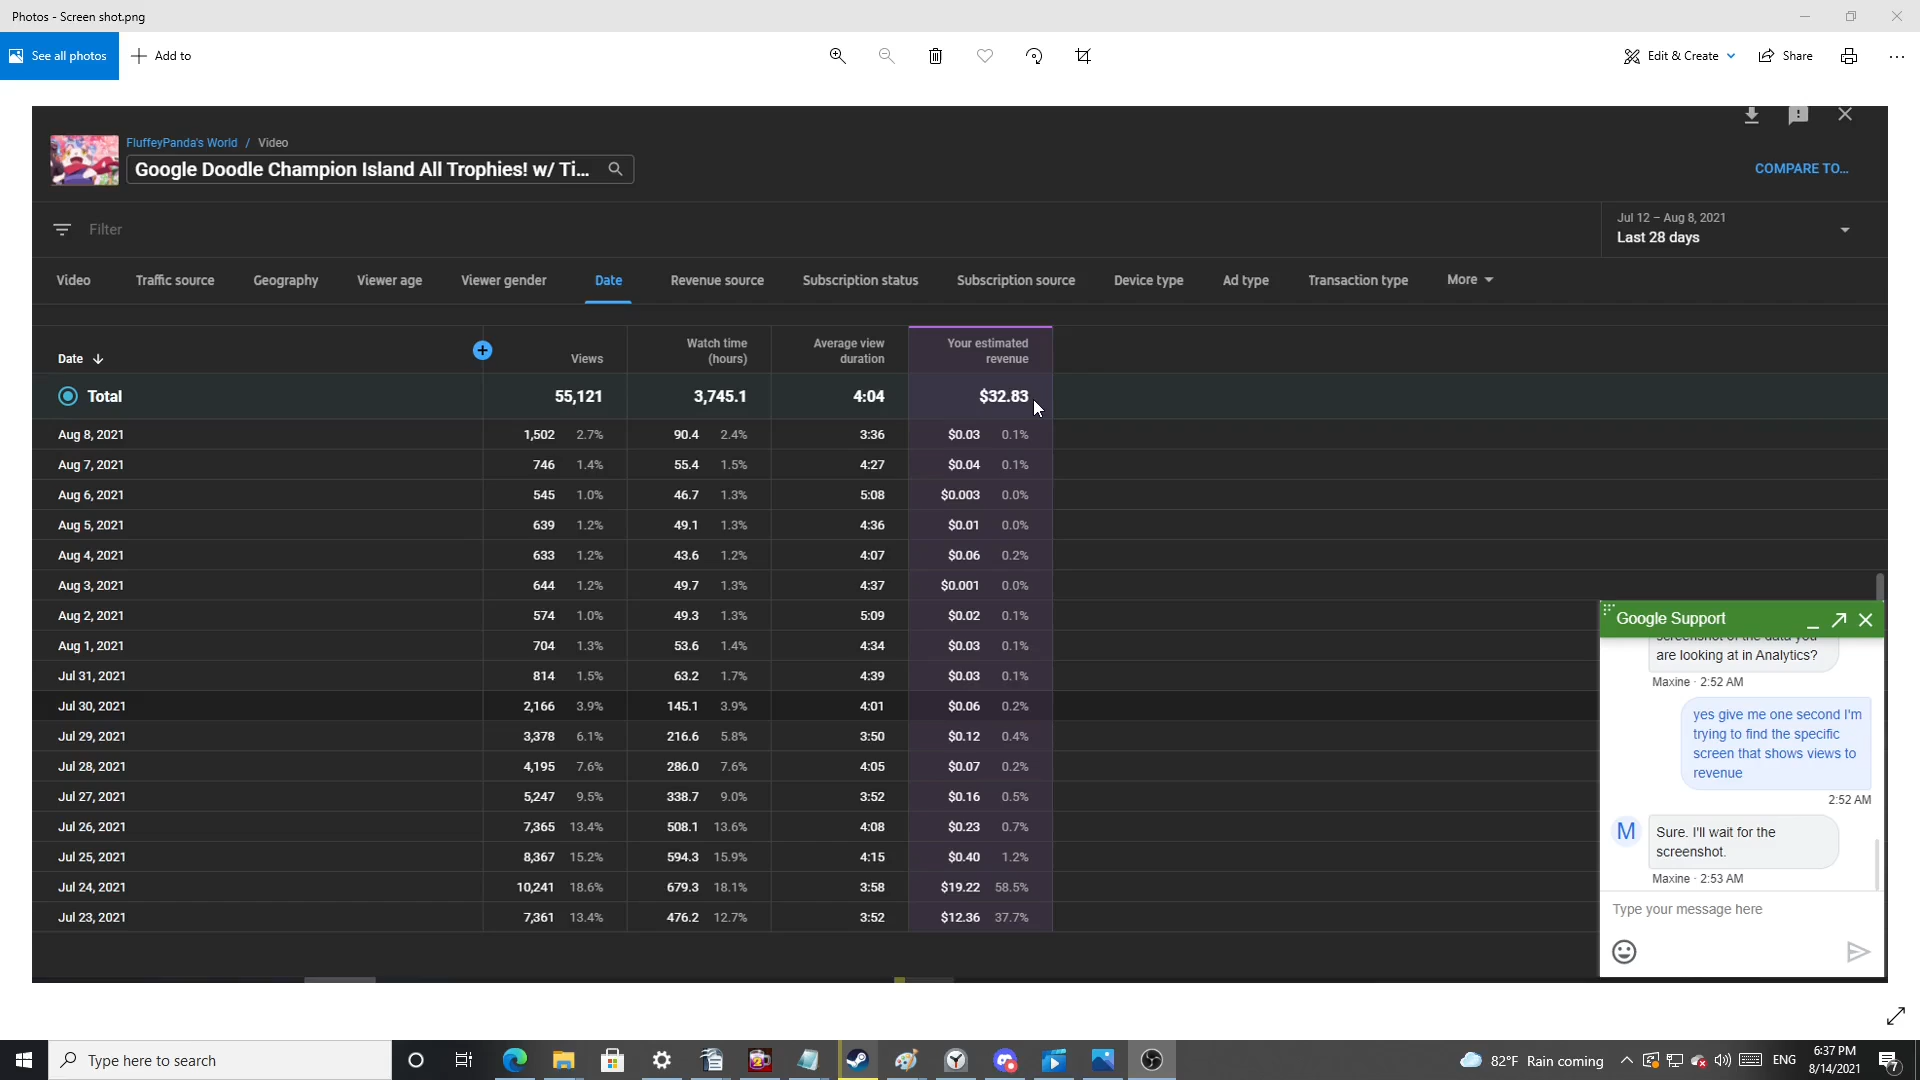 Photos - Screen shot.png
See all photos
Add to
Edit & Create
Share
FluffeyPanda's World / Video
Google Doodle Champion Island All Trophies! w/ Ti...
COMPARE TO...
Filter
Jul 12 – Aug 8, 2021
Last 28 days
Video Traffic source Geography Viewer age Viewer gender Date Revenue source Subscription status Subscription source Device type Ad type Transaction type More
Date Views Watch time (hours) Average view duration Your estimated revenue
Total 55,121 3,745.1 4:04 $32.83
Aug 8, 2021 1,502 2.7% 90.4 2.4% 3:36 $0.03 0.1%
Aug 7, 2021 746 1.4% 55.4 1.5% 4:27 $0.04 0.1%
Aug 6, 2021 545 1.0% 46.7 1.3% 5:08 $0.003 0.0%
Aug 5, 2021 639 1.2% 49.1 1.3% 4:36 $0.01 0.0%
Aug 4, 2021 633 1.2% 43.6 1.2% 4:07 $0.06 0.2%
Aug 3, 2021 644 1.2% 49.7 1.3% 4:37 $0.001 0.0%
Aug 2, 2021 574 1.0% 49.3 1.3% 5:09 $0.02 0.1%
Aug 1, 2021 704 1.3% 53.6 1.4% 4:34 $0.03 0.1%
Jul 31, 2021 814 1.5% 63.2 1.7% 4:39 $0.03 0.1%
Jul 30, 2021 2,166 3.9% 145.1 3.9% 4:01 $0.06 0.2%
Jul 29, 2021 3,378 6.1% 216.6 5.8% 3:50 $0.12 0.4%
Jul 28, 2021 4,195 7.6% 286.0 7.6% 4:05 $0.07 0.2%
Jul 27, 2021 5,247 9.5% 338.7 9.0% 3:52 $0.16 0.5%
Jul 26, 2021 7,365 13.4% 508.1 13.6% 4:08 $0.23 0.7%
Jul 25, 2021 8,367 15.2% 594.3 15.9% 4:15 $0.40 1.2%
Jul 24, 2021 10,241 18.6% 679.3 18.1% 3:58 $19.22 58.5%
Jul 23, 2021 7,361 13.4% 476.2 12.7% 3:52 $12.36 37.7%
Google Support
screenshot of the data you
are looking at in Analytics?
Maxine · 2:52 AM
yes give me one second I'm
trying to find the specific
screen that shows views to
revenue
2:52 AM
M
Sure. I'll wait for the
screenshot.
Maxine · 2:53 AM
Type your message here
Type here to search
82°F Rain coming
ENG
6:37 PM
8/14/2021
7